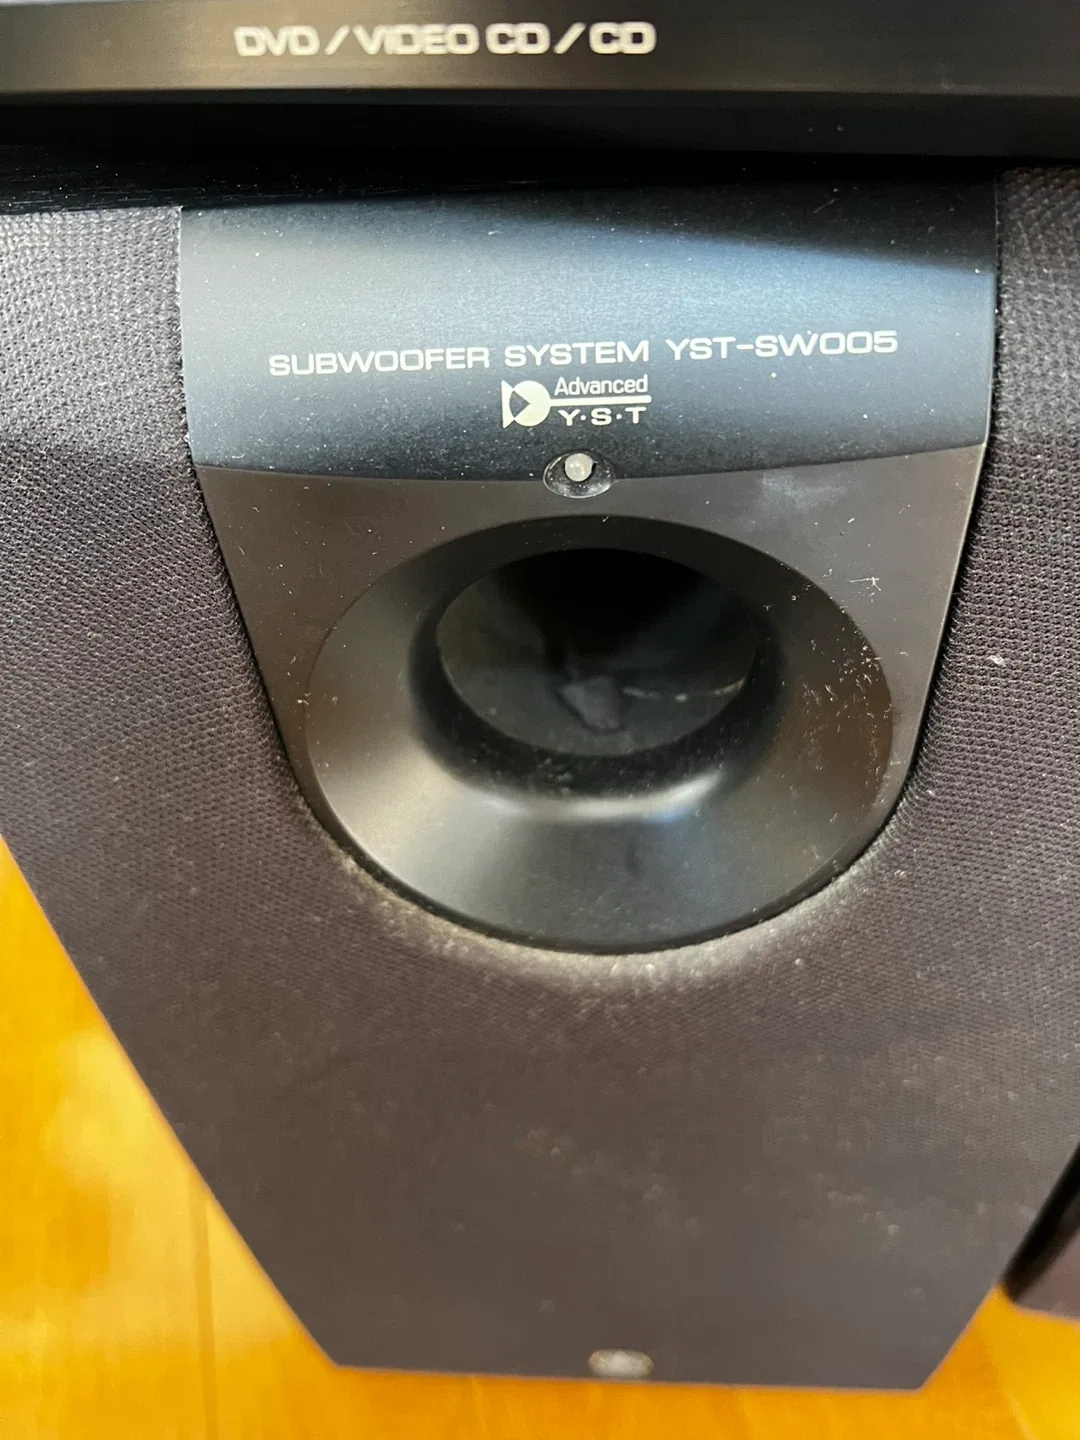 DVD / VIDEO CD / CD
SUBWOOFER SYSTEM YST-SW005
Advanced
Y·S·T